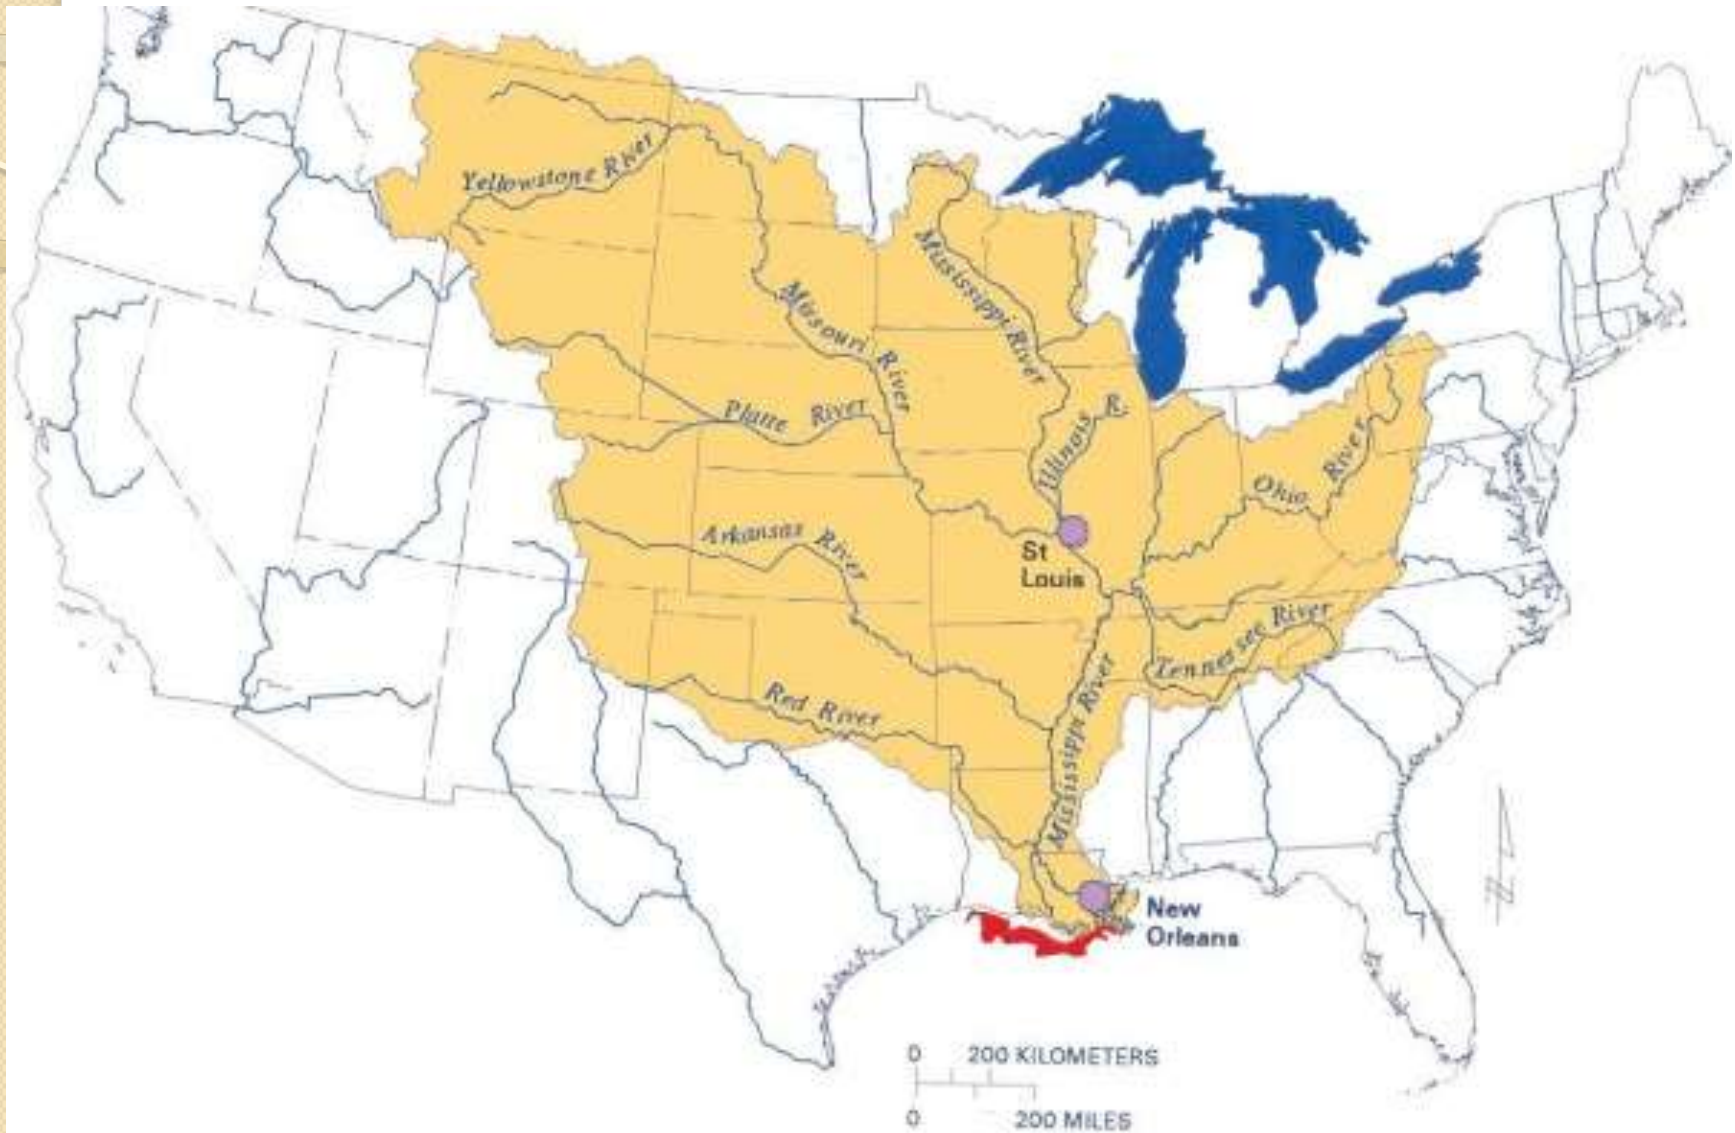 Yellowstone River
Mississippi River
Missouri River
Platte River
Illinois R.
Ohio River
Arkansas River
St
Louis
Tennessee River
Red River
Mississippi River
New
Orleans
0 200 KILOMETERS
0 200 MILES